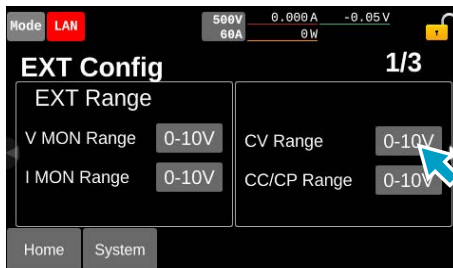 Mode LAN 500V 0.000A -0.05V
60A 0W
EXT Config 1/3
EXT Range
V MON Range 0-10V CV Range 0-10V
I MON Range 0-10V CC/CP Range 0-10V
Home System